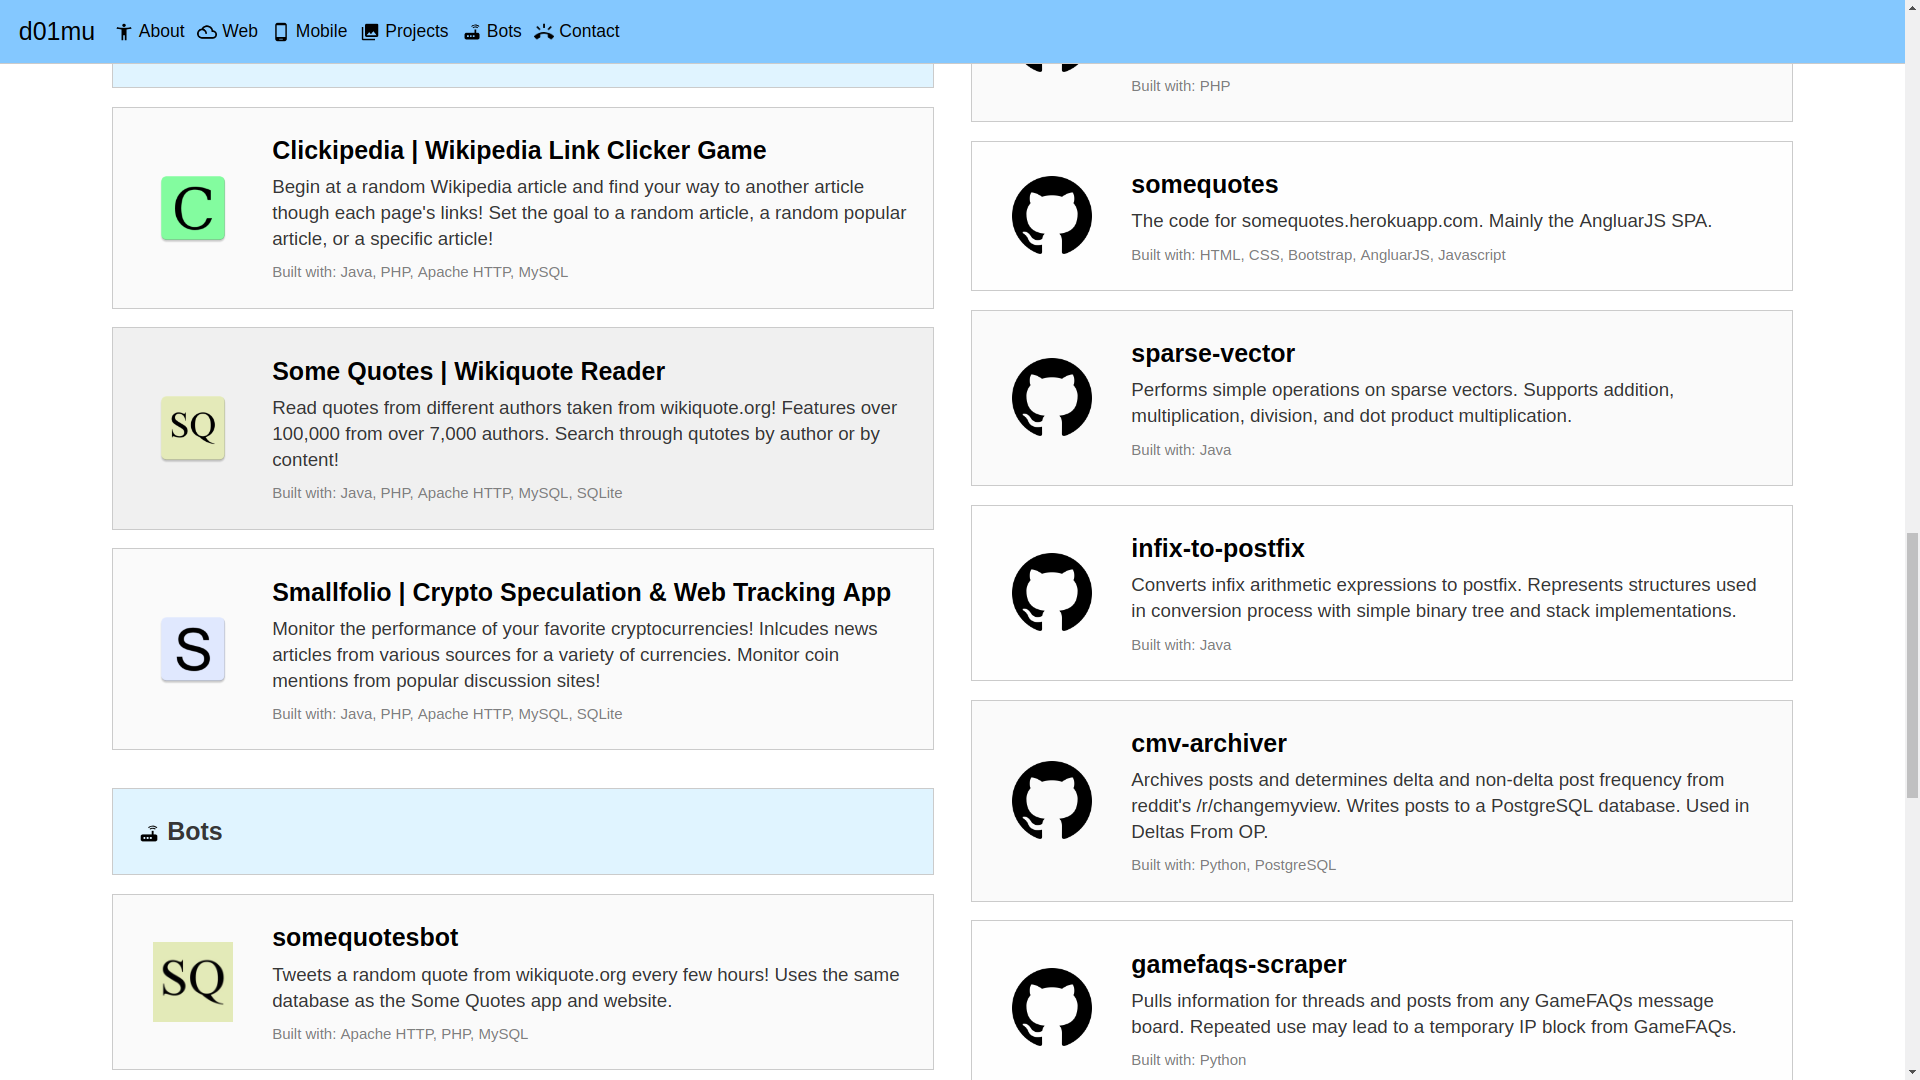 d01mu About Web Mobile Projects Bots Contact
Clickipedia | Wikipedia Link Clicker Game
C
Begin at a random Wikipedia article and find your way to another article
though each page's links! Set the goal to a random article, a random popular
article, or a specific article!
Built with: Java, PHP, Apache HTTP, MySQL
Some Quotes | Wikiquote Reader
SQ
Read quotes from different authors taken from wikiquote.org! Features over
100,000 from over 7,000 authors. Search through qutotes by author or by
content!
Built with: Java, PHP, Apache HTTP, MySQL, SQLite
Smallfolio | Crypto Speculation & Web Tracking App
S
Monitor the performance of your favorite cryptocurrencies! Inlcudes news
articles from various sources for a variety of currencies. Monitor coin
mentions from popular discussion sites!
Built with: Java, PHP, Apache HTTP, MySQL, SQLite
Bots
somequotesbot
SQ
Tweets a random quote from wikiquote.org every few hours! Uses the same
database as the Some Quotes app and website.
Built with: Apache HTTP, PHP, MySQL
Built with: PHP
somequotes
The code for somequotes.herokuapp.com. Mainly the AngluarJS SPA.
Built with: HTML, CSS, Bootstrap, AngluarJS, Javascript
sparse-vector
Performs simple operations on sparse vectors. Supports addition,
multiplication, division, and dot product multiplication.
Built with: Java
infix-to-postfix
Converts infix arithmetic expressions to postfix. Represents structures used
in conversion process with simple binary tree and stack implementations.
Built with: Java
cmv-archiver
Archives posts and determines delta and non-delta post frequency from
reddit's /r/changemyview. Writes posts to a PostgreSQL database. Used in
Deltas From OP.
Built with: Python, PostgreSQL
gamefaqs-scraper
Pulls information for threads and posts from any GameFAQs message
board. Repeated use may lead to a temporary IP block from GameFAQs.
Built with: Python